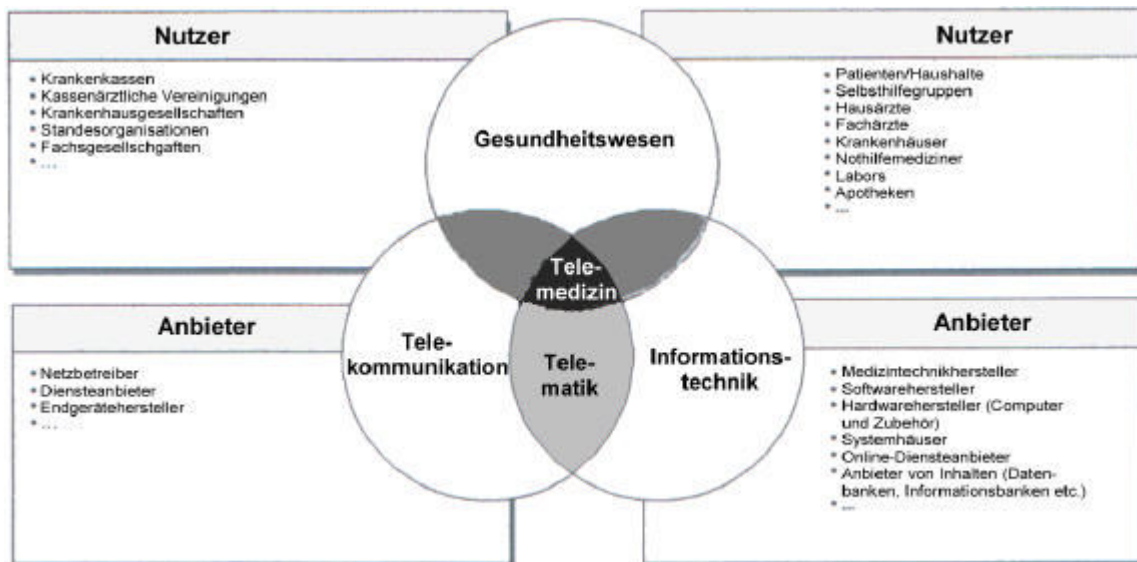 Nutzer
• Krankenkassen
• Kassenärztliche Vereinigungen
• Krankenhausgesellschaften
• Standesorganisationen
• Fachsgesellschgaften
• ...
Nutzer
• Patienten/Haushalte
• Selbsthilfegruppen
• Hausärzte
• Fachärzte
• Krankenhäuser
• Nothilfemediziner
• Labors
• Apotheken
• ...
Gesundheitswesen
Tele-
medizin
Tele-
kommunikation
Tele-
matik
Informations-
technik
Anbieter
• Netzbetreiber
• Diensteanbieter
• Endgerätehersteller
• ...
Anbieter
• Medizintechnikhersteller
• Softwarehersteller
• Hardwarehersteller (Computer
und Zubehör)
• Systemhäuser
• Online-Diensteanbieter
• Anbieter von Inhalten (Daten-
banken, Informationsbanken etc.)
• ...